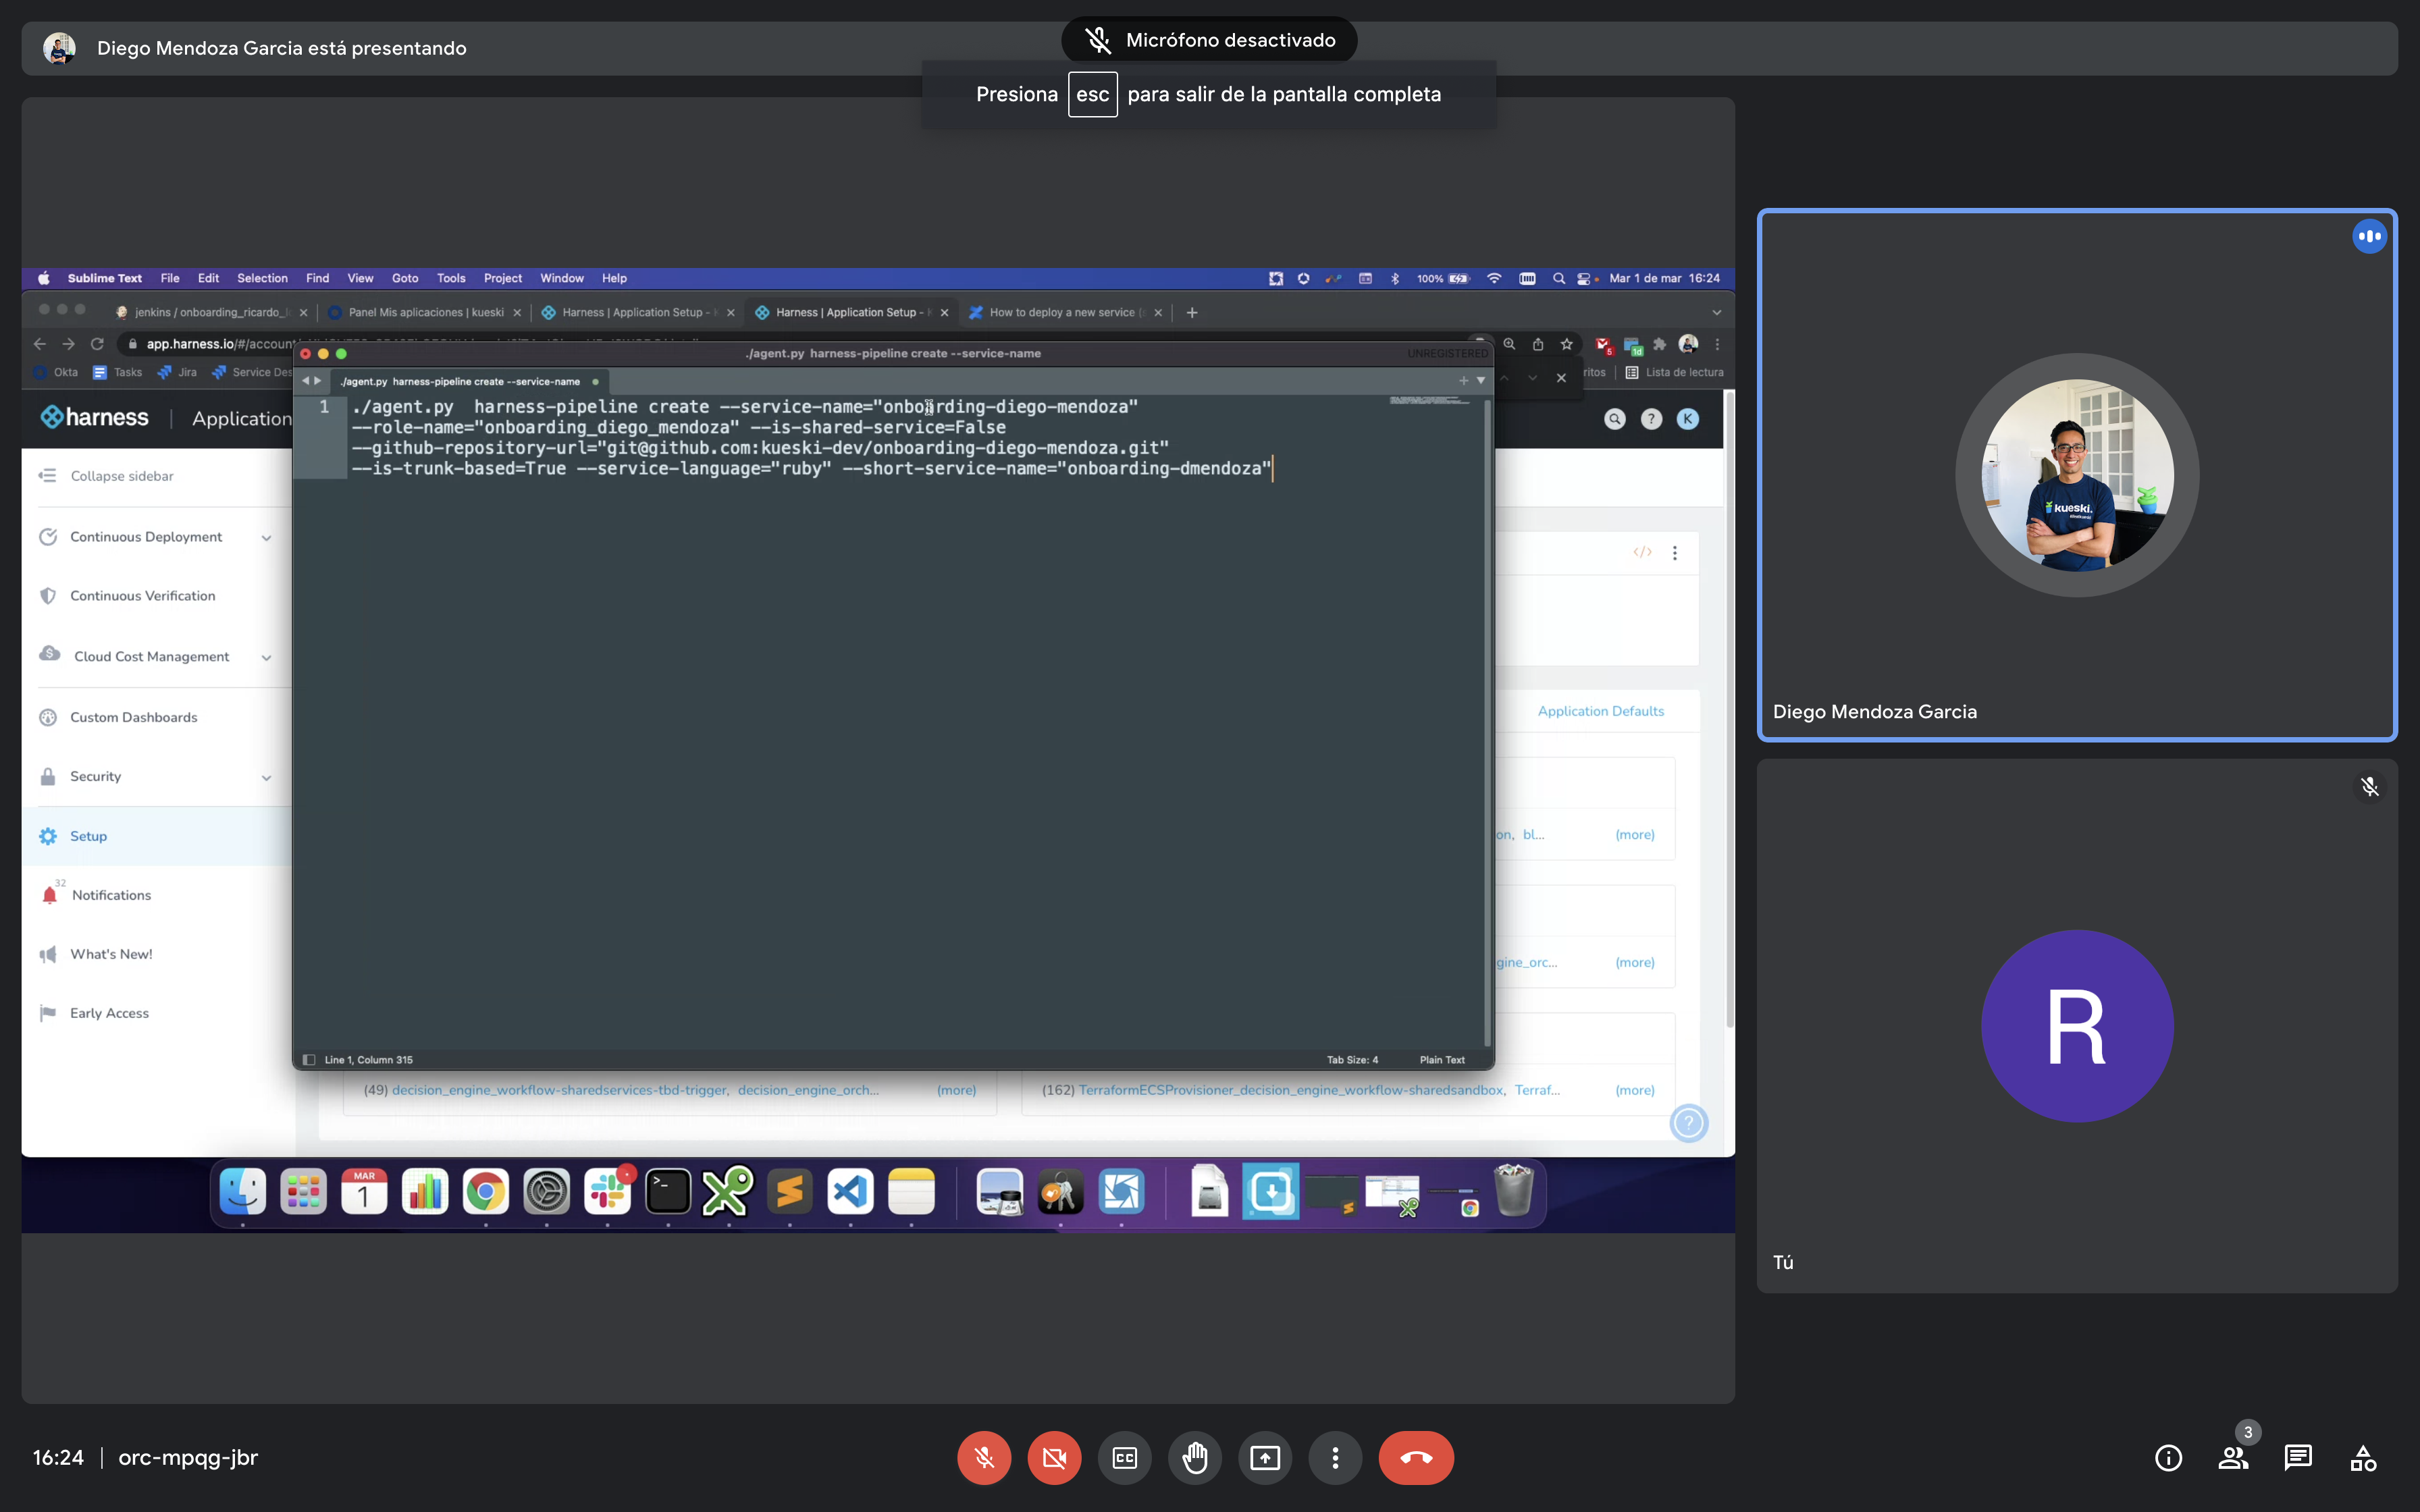 Diego Mendoza Garcia está presentando
Micrófono desactivado
Presiona esc para salir de la pantalla completa
Sublime Text File Edit Selection Find View Goto Tools Project Window Help
100% Mar 1 de mar 16:24
jenkins / onboarding_ricardo_
Panel Mis aplicaciones | kueski
Harness | Application Setup -
Harness | Application Setup -
How to deploy a new service (
app.harness.io/#/account
5
1d
Okta Tasks Jira Service Des
ritos Lista de lectura
./agent.py harness-pipeline create --service-name
UNREGISTERED
./agent.py harness-pipeline create --service-name
1 ./agent.py harness-pipeline create --service-name="onboarding-diego-mendoza"
--role-name="onboarding_diego_mendoza" --is-shared-service=False
--github-repository-url="git@github.com:kueski-dev/onboarding-diego-mendoza.git"
--is-trunk-based=True --service-language="ruby" --short-service-name="onboarding-dmendoza"
Line 1, Column 315
Tab Size: 4 Plain Text
harness | Application
? K
Collapse sidebar
Continuous Deployment
Continuous Verification
Cloud Cost Management
Custom Dashboards
Security
Setup
32
Notifications
What's New!
Early Access
</>
Application Defaults
on, bl... (more)
gine_orc... (more)
(49) decision_engine_workflow-sharedservices-tbd-trigger, decision_engine_orch... (more)
(162) TerraformECSProvisioner_decision_engine_workflow-sharedsandbox, Terraf... (more)
?
MAR
1
kueski.
Diego Mendoza Garcia
R
Tú
16:24 | orc-mpqg-jbr
CC
3